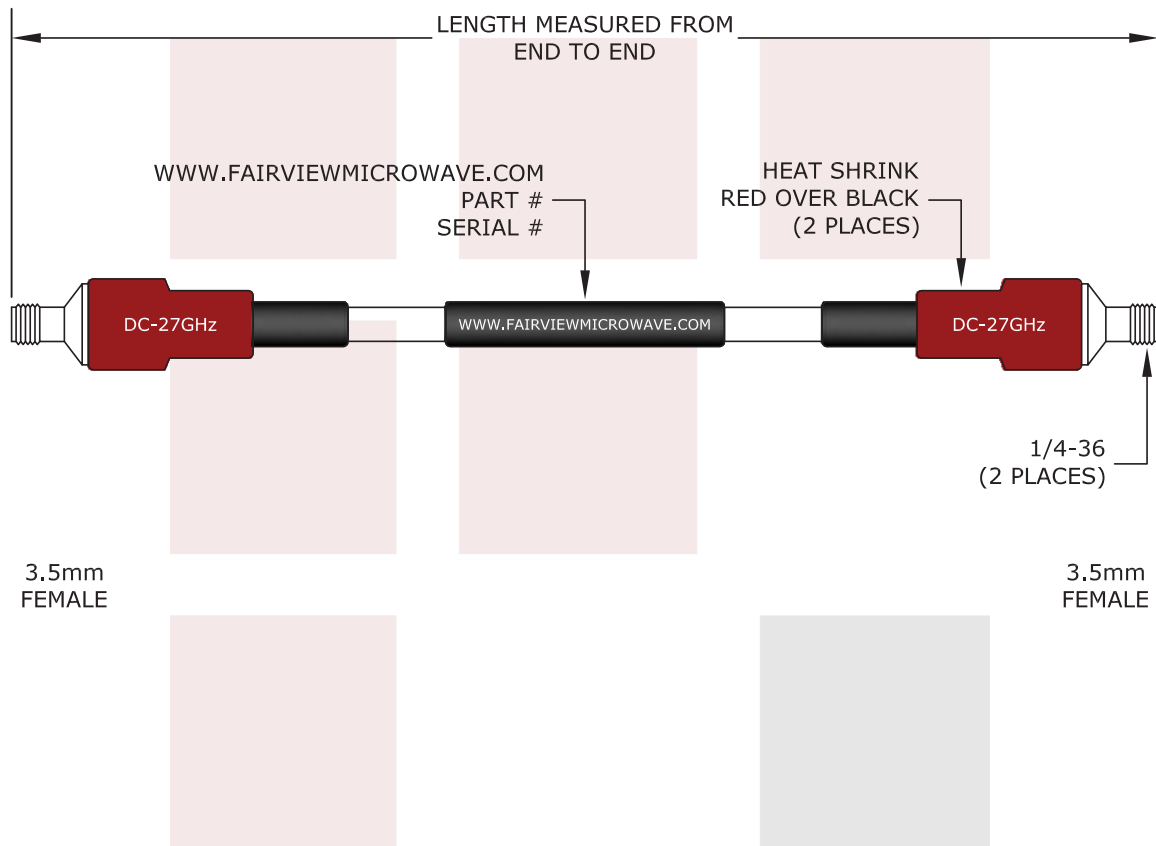 LENGTH MEASURED FROM
END TO END
WWW.FAIRVIEWMICROWAVE.COM
PART #
SERIAL #
HEAT SHRINK
RED OVER BLACK
(2 PLACES)
DC-27GHz
WWW.FAIRVIEWMICROWAVE.COM
DC-27GHz
1/4-36
(2 PLACES)
3.5mm
FEMALE
3.5mm
FEMALE